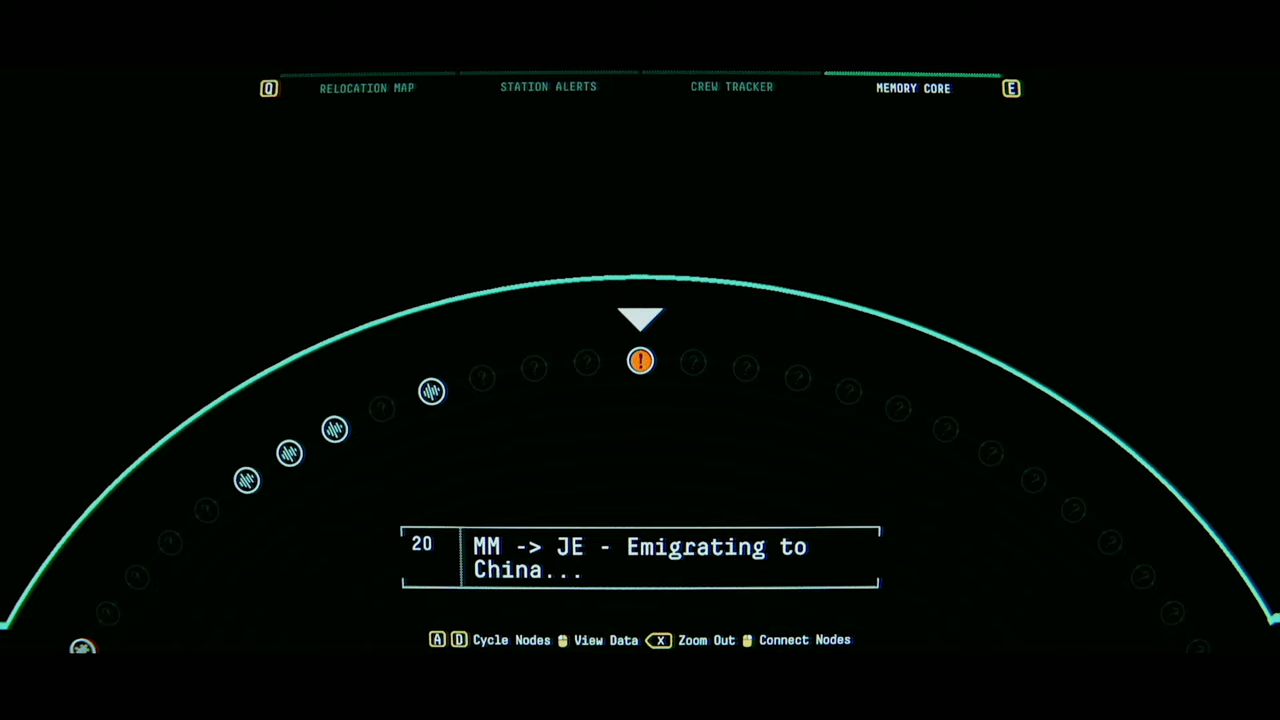 Q RELOCATION MAP STATION ALERTS CREW TRACKER MEMORY CORE E
?
! 
20 MM -> JE - Emigrating to
China...
A D Cycle Nodes View Data X Zoom Out Connect Nodes